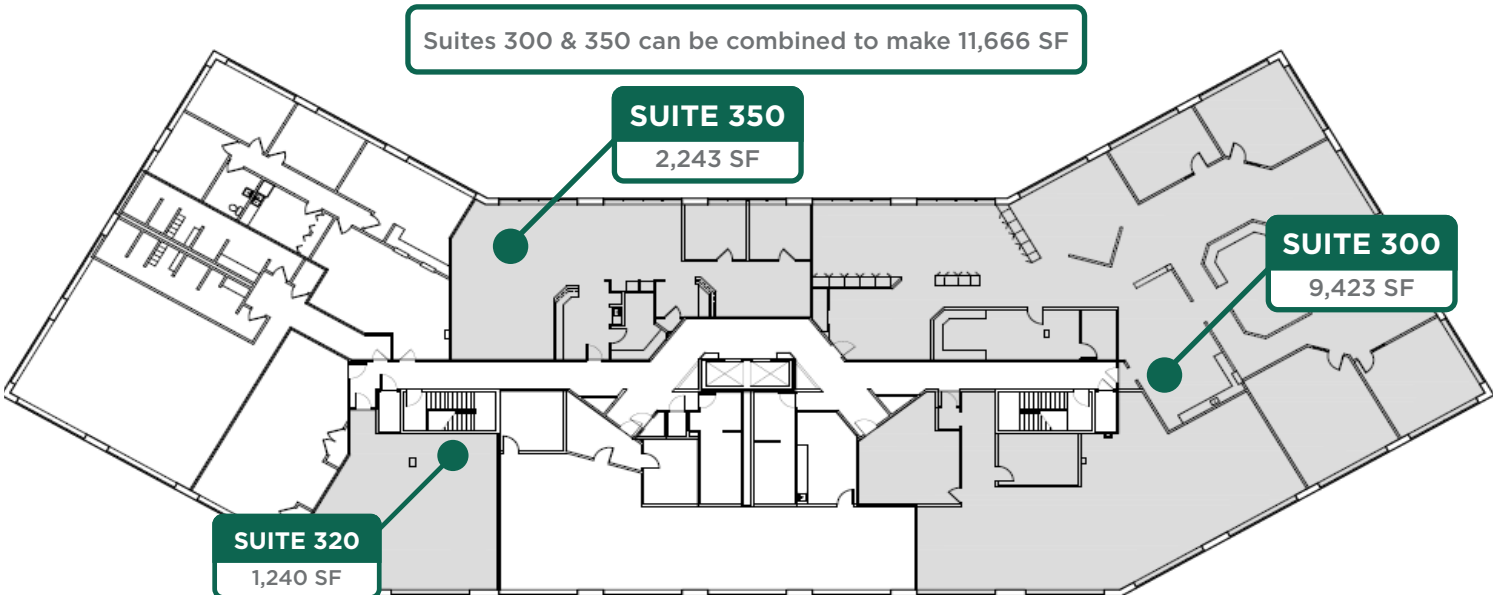 Suites 300 & 350 can be combined to make 11,666 SF
SUITE 350
2,243 SF
SUITE 300
9,423 SF
SUITE 320
1,240 SF